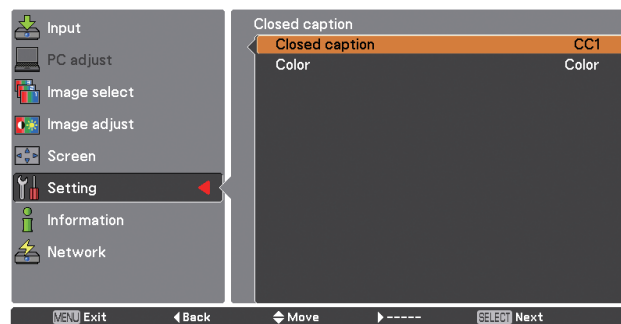 Input
PC adjust
Image select
Image adjust
Screen
Setting
Information
Network
Closed caption
Closed caption CC1
Color Color
MENU Exit Back Move ----- SELECT Next